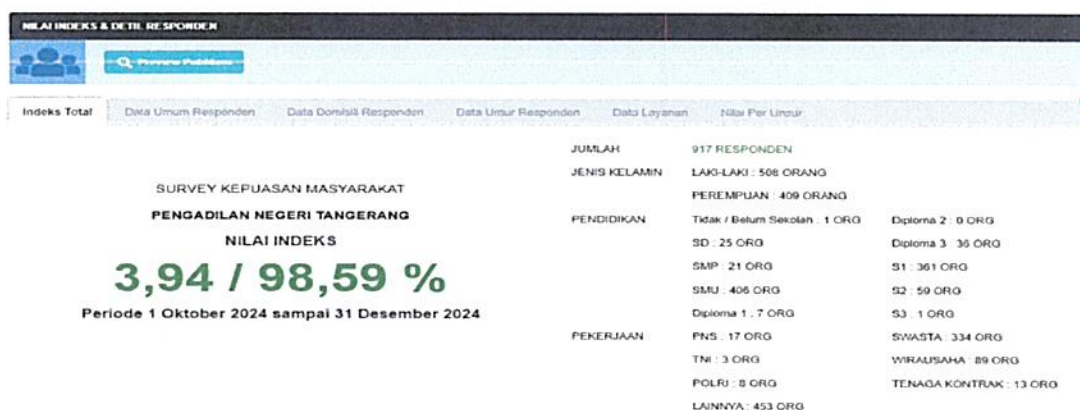 NILAI INDEKS & DETIL RESPONDEN
Preview Publikasi
Indeks Total Data Umum Responden Data Domisili Responden Data Unsur Responden Data Layanan Nilai Per Unsur
SURVEY KEPUASAN MASYARAKAT
PENGADILAN NEGERI TANGERANG
NILAI INDEKS
3,94 / 98,59 %
Periode 1 Oktober 2024 sampai 31 Desember 2024
JUMLAH 917 RESPONDEN
JENIS KELAMIN LAKI-LAKI : 508 ORANG
PEREMPUAN : 409 ORANG
PENDIDIKAN Tidak / Belum Sekolah : 1 ORG Diploma 2 : 0 ORG
SD : 25 ORG Diploma 3 : 36 ORG
SMP : 21 ORG S1 : 361 ORG
SMU : 406 ORG S2 : 59 ORG
Diploma 1 : 7 ORG S3 : 1 ORG
PEKERJAAN PNS : 17 ORG SWASTA : 334 ORG
TNI : 3 ORG WIRAUSAHA : 89 ORG
POLRI : 8 ORG TENAGA KONTRAK : 13 ORG
LAINNYA : 453 ORG